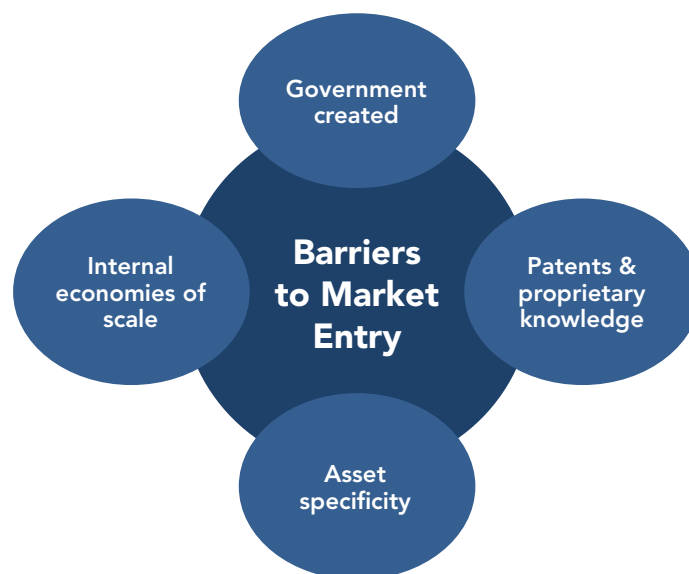 Government
created
Internal
economies of
scale
Barriers
to Market
Entry
Patents &
proprietary
knowledge
Asset
specificity